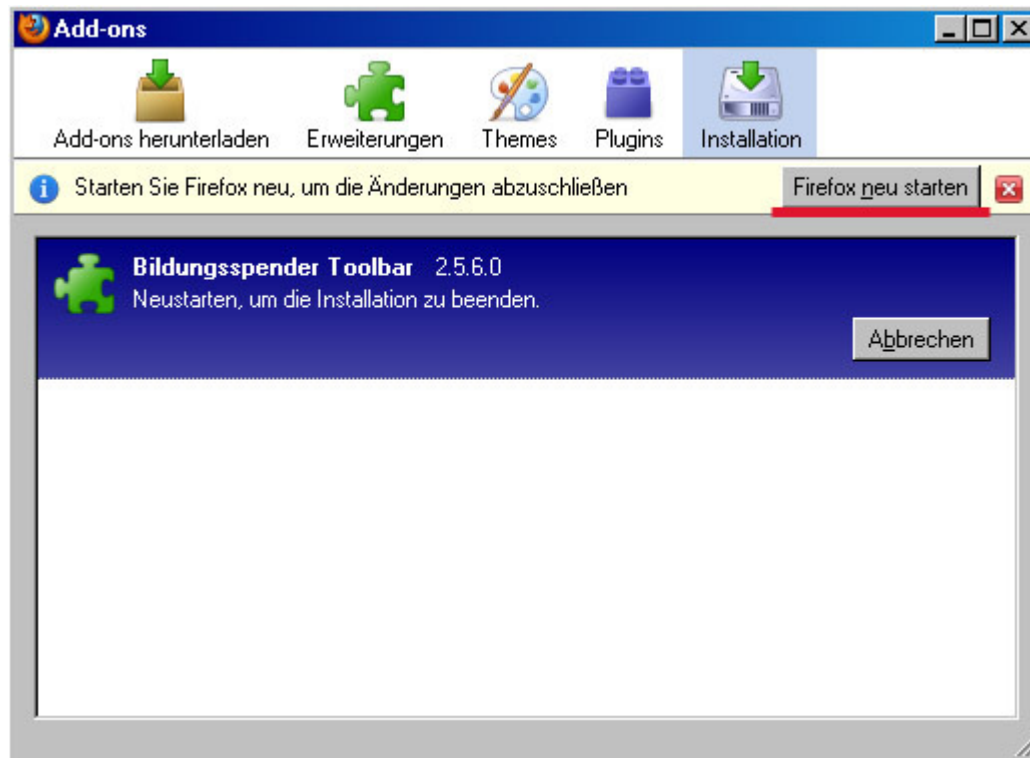 Add-ons
Add-ons herunterladen Erweiterungen Themes Plugins Installation
Starten Sie Firefox neu, um die Änderungen abzuschließen Firefox neu starten
Bildungsspender Toolbar 2.5.6.0
Neustarten, um die Installation zu beenden.
Abbrechen